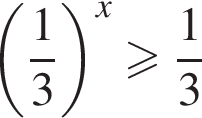 (1/3)^x ⩾ 1/3